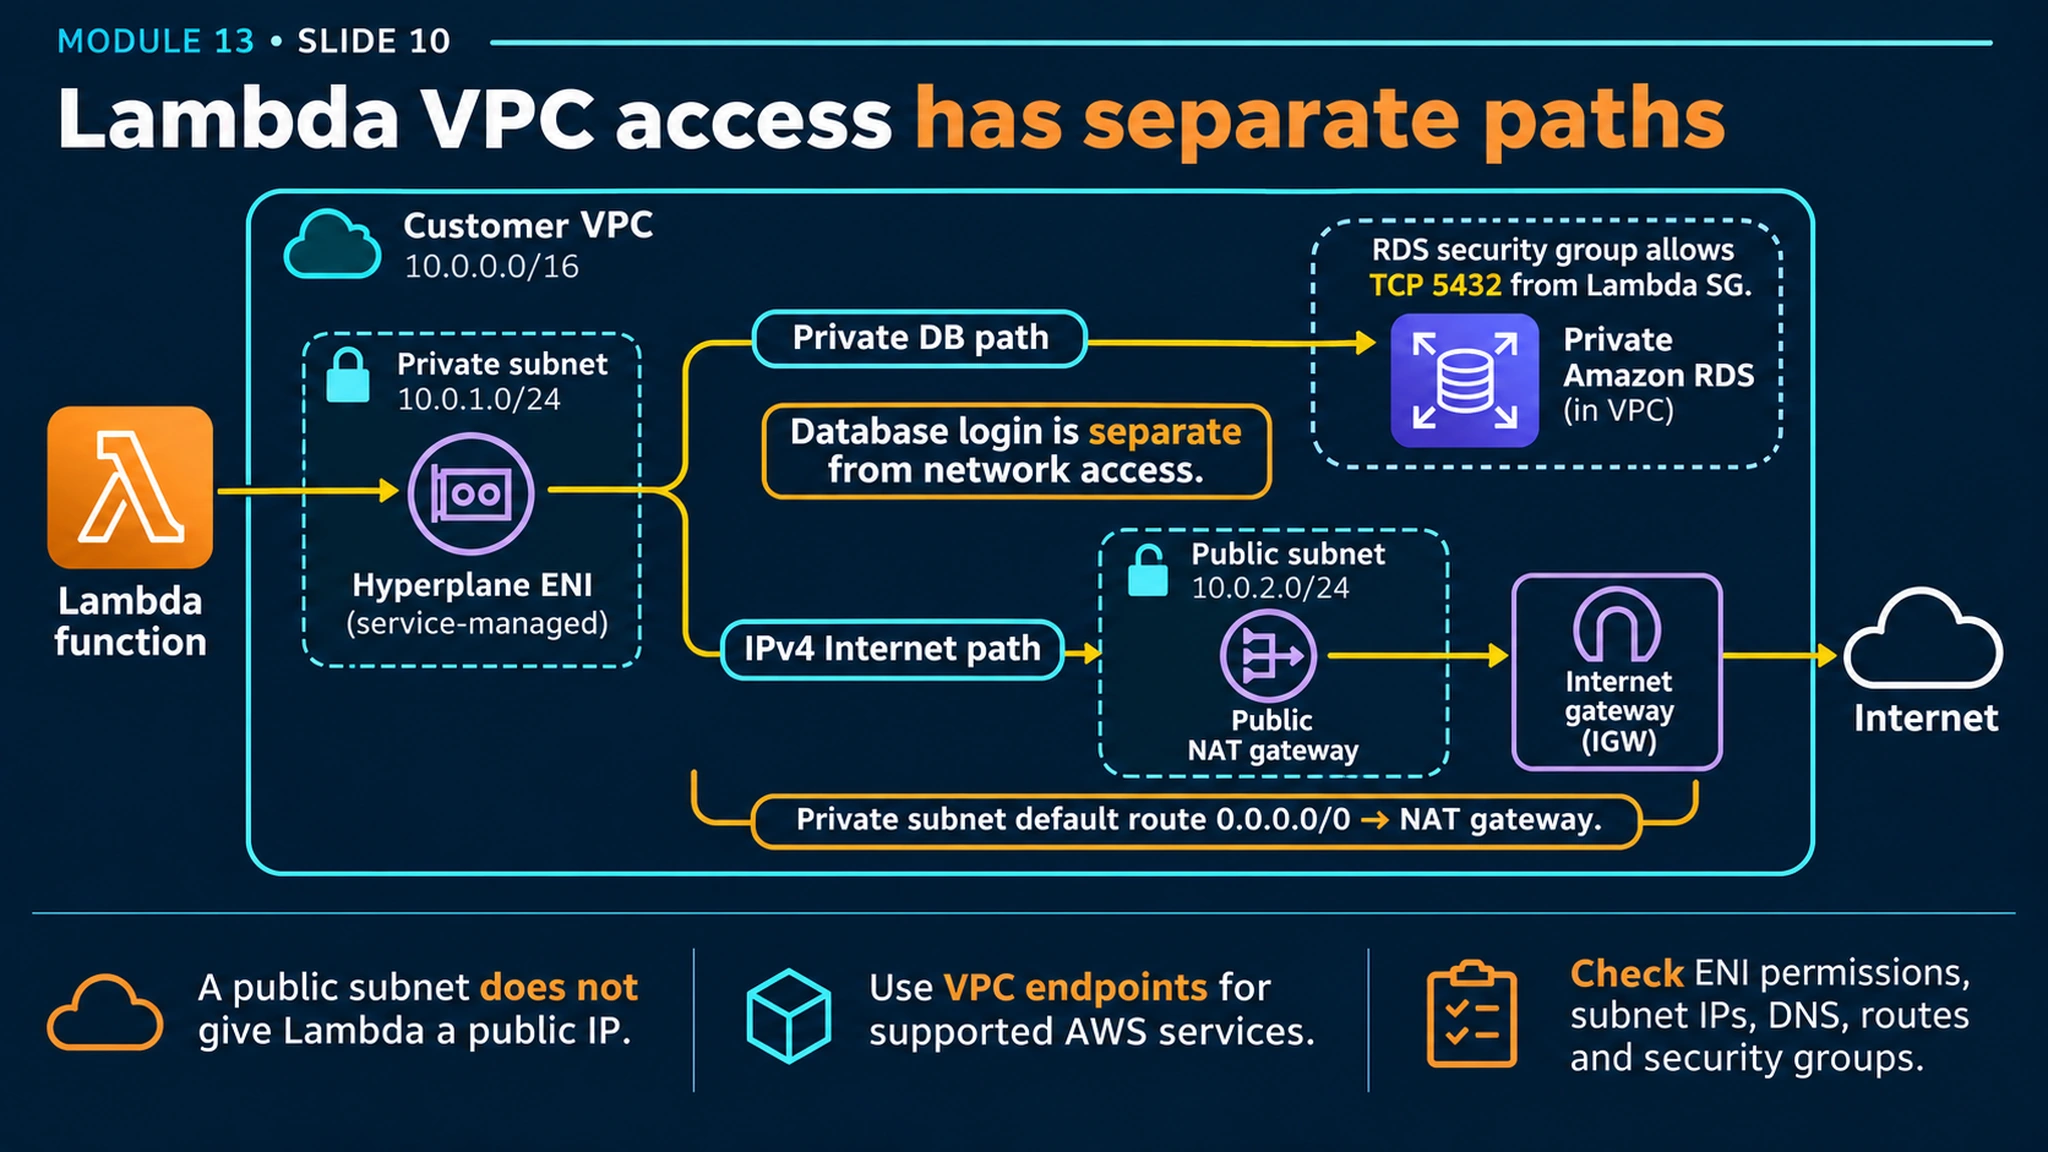 MODULE 13 • SLIDE 10
Lambda VPC access has separate paths
Customer VPC
10.0.0.0/16
RDS security group allows
TCP 5432 from Lambda SG.
Private
Amazon RDS
(in VPC)
Private DB path
Database login is separate
from network access.
Private subnet
10.0.1.0/24
Hyperplane ENI
(service-managed)
Lambda
function
IPv4 Internet path
Public subnet
10.0.2.0/24
Public
NAT gateway
Internet
gateway
(IGW)
Internet
Private subnet default route 0.0.0.0/0 → NAT gateway.
A public subnet does not
give Lambda a public IP.
Use VPC endpoints for
supported AWS services.
Check ENI permissions,
subnet IPs, DNS, routes
and security groups.